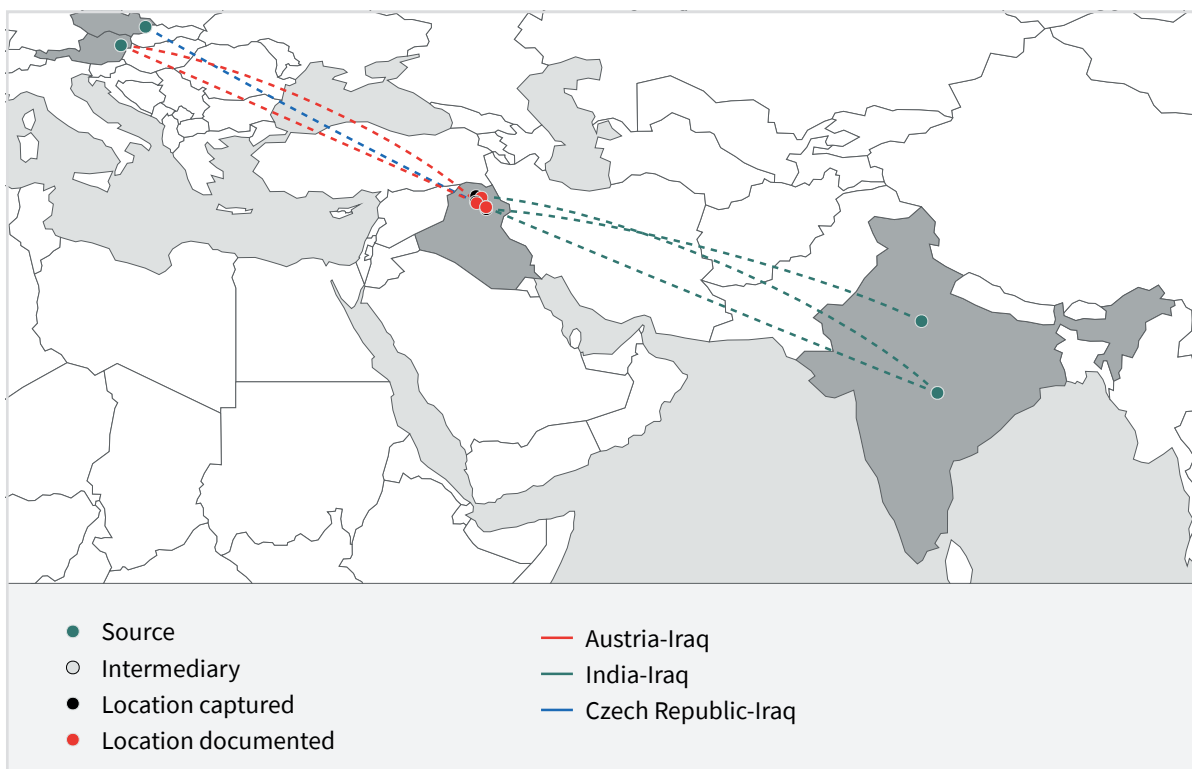 Source
Intermediary
Location captured
Location documented
Austria-Iraq
India-Iraq
Czech Republic-Iraq